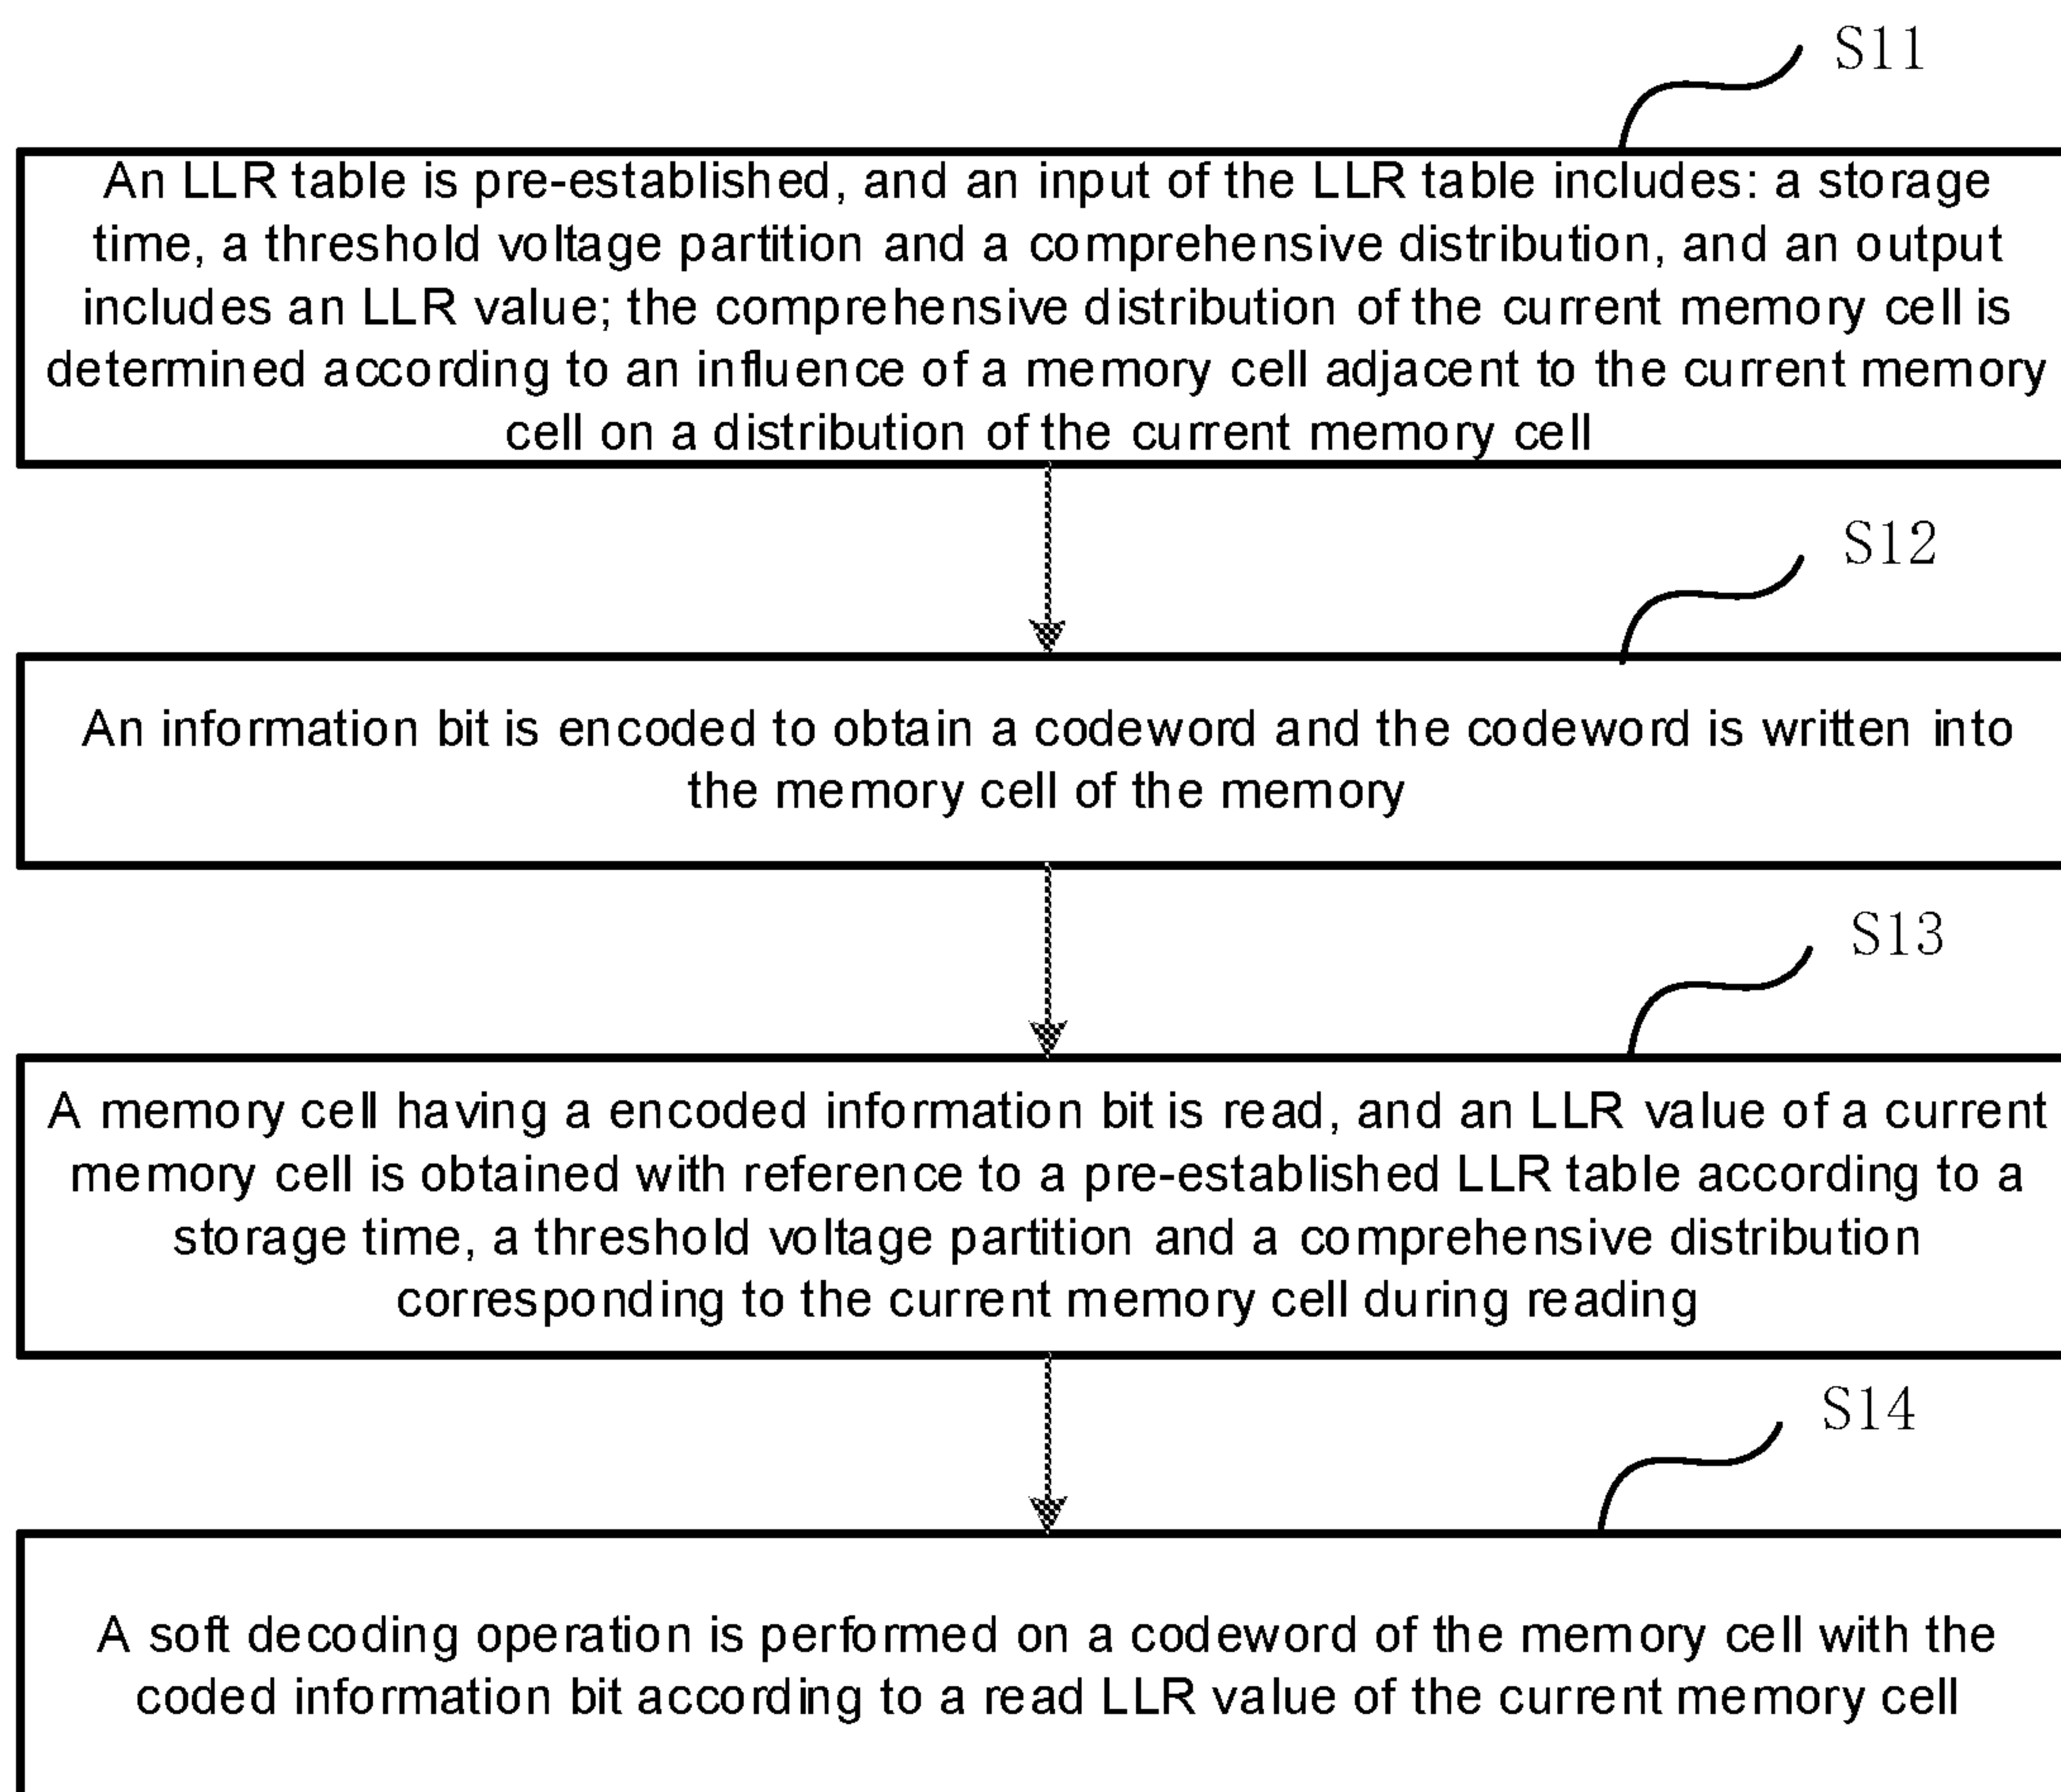 S11
An LLR table is pre-established, and an input of the LLR table includes: a storage
time, a threshold voltage partition and a comprehensive distribution, and an output
includes an LLR value; the comprehensive distribution of the current memory cell is
determined according to an influence of a memory cell adjacent to the current memory
cell on a distribution of the current memory cell
S12
An information bit is encoded to obtain a codeword and the codeword is written into
the memory cell of the memory
S13
A memory cell having a encoded information bit is read, and an LLR value of a current
memory cell is obtained with reference to a pre-established LLR table according to a
storage time, a threshold voltage partition and a comprehensive distribution
corresponding to the current memory cell during reading
S14
A soft decoding operation is performed on a codeword of the memory cell with the
coded information bit according to a read LLR value of the current memory cell